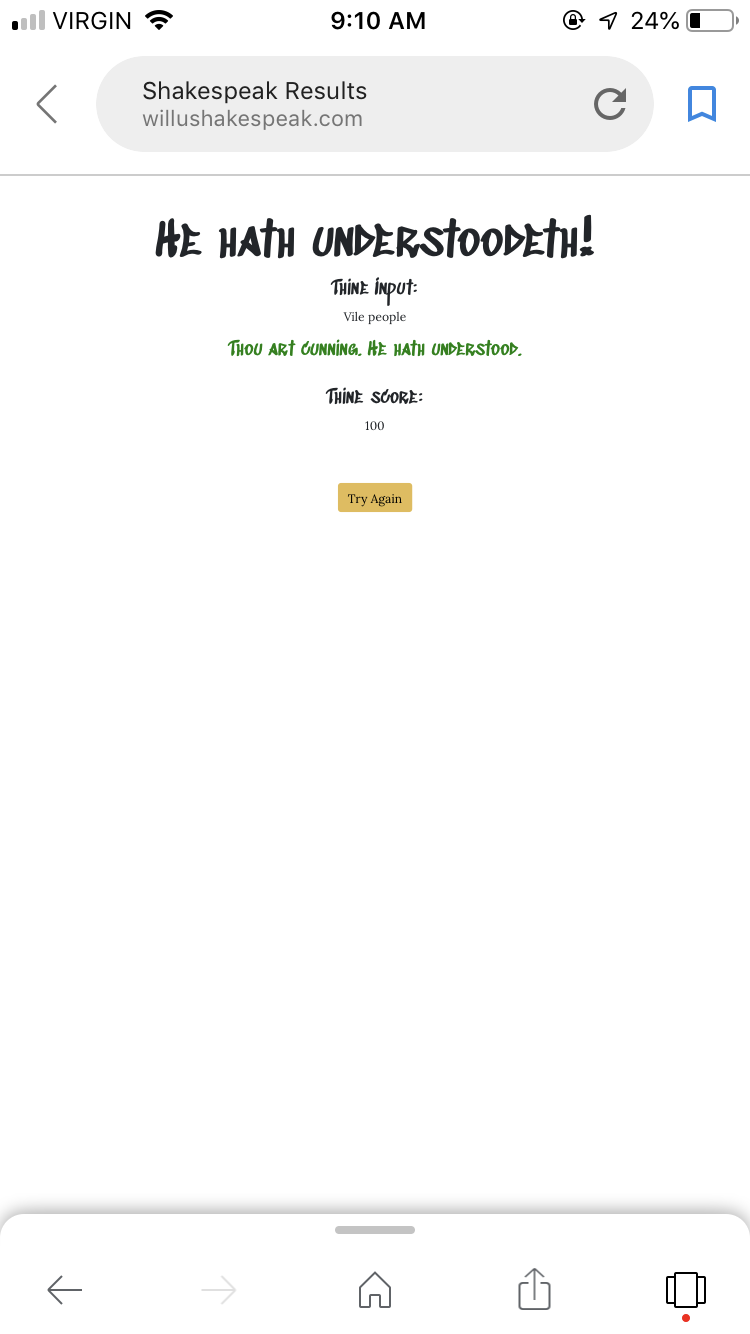 VIRGIN 9:10 AM 24%
Shakespeak Results
willushakespeak.com
He hath understoodeth!
Thine input:
Vile people
Thou art cunning. He hath understood.
Thine score:
100
Try Again